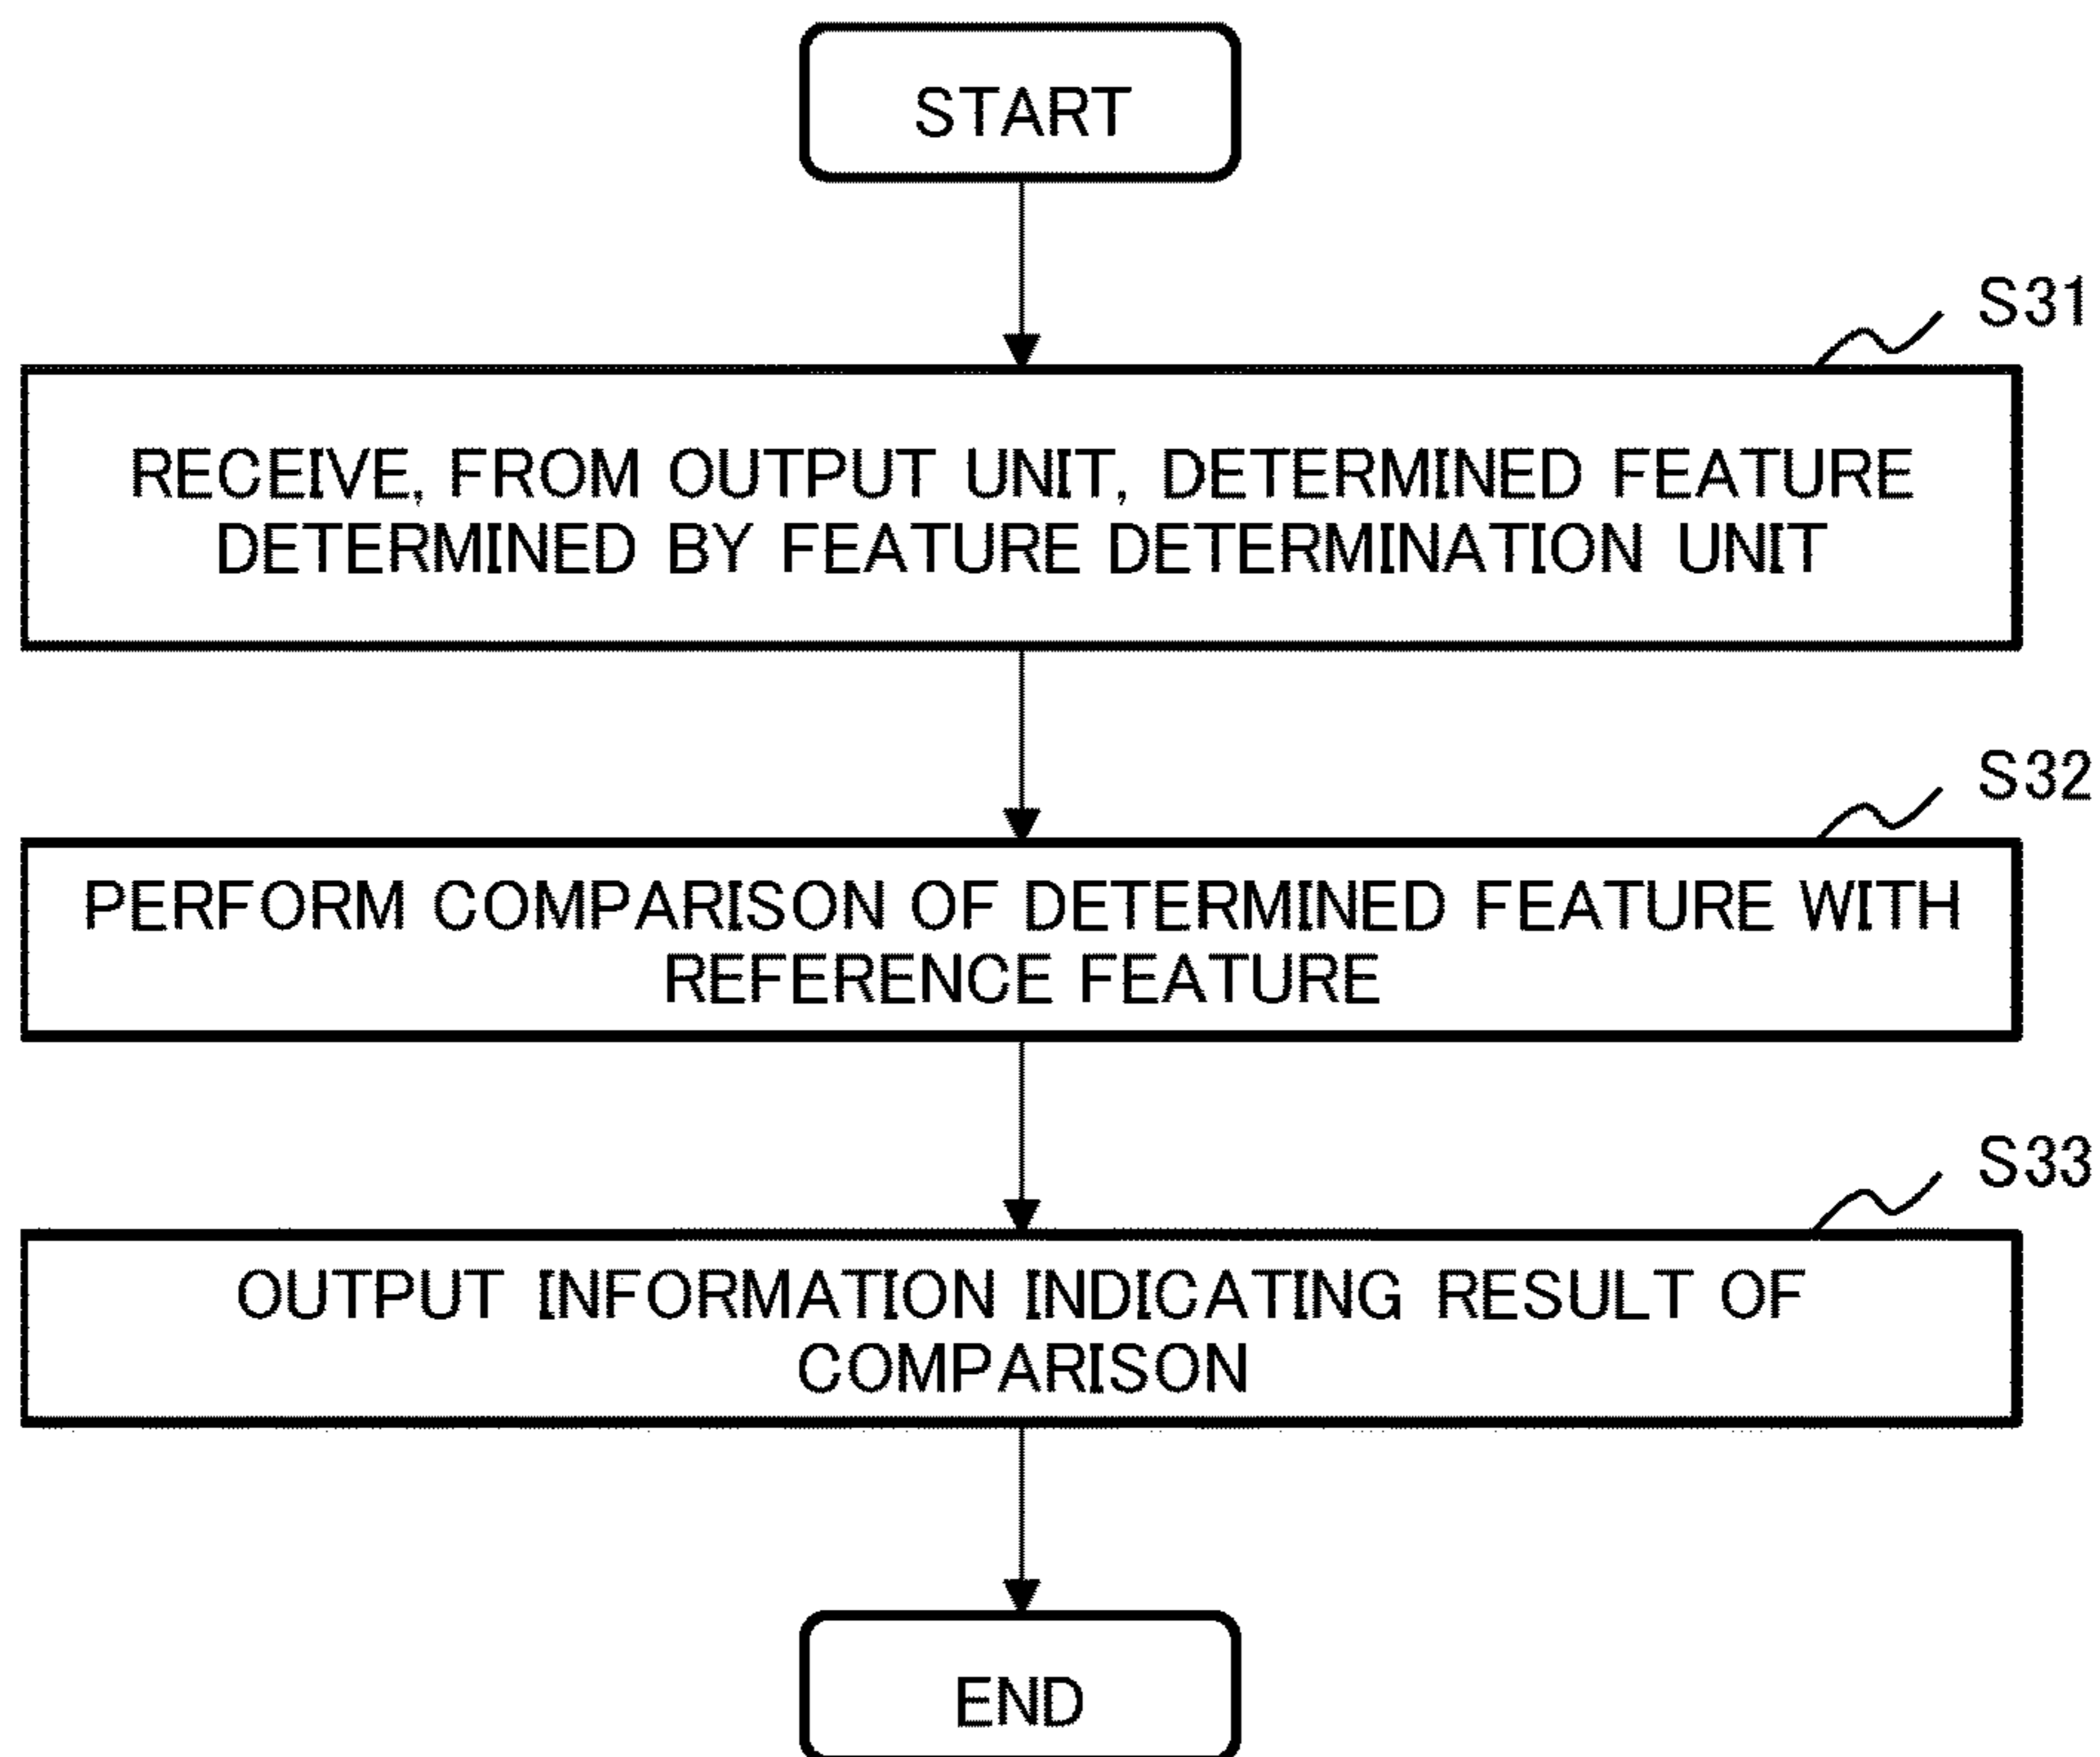 START
S31
RECEIVE, FROM OUTPUT UNIT, DETERMINED FEATURE
DETERMINED BY FEATURE DETERMINATION UNIT
S32
PERFORM COMPARISON OF DETERMINED FEATURE WITH
REFERENCE FEATURE
S33
OUTPUT INFORMATION INDICATING RESULT OF
COMPARISON
END